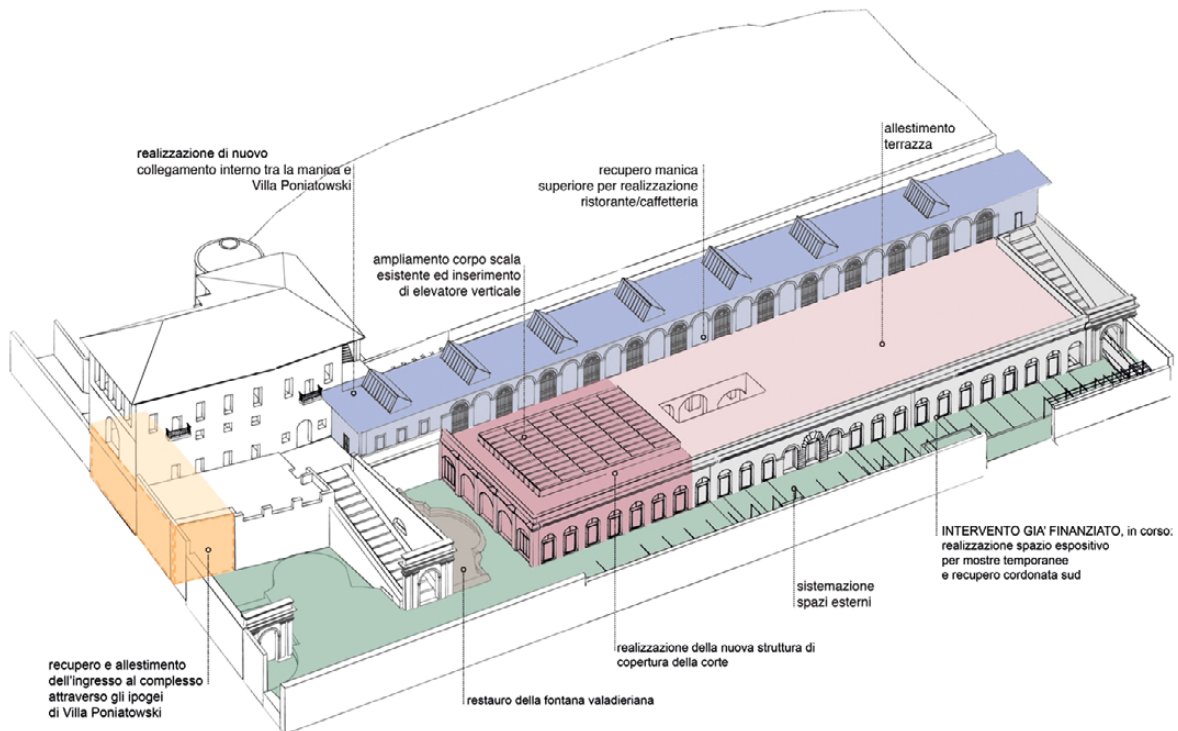 realizzazione di nuovo
collegamento interno tra la manica e
Villa Poniatowski
allestimento
terrazza
recupero manica
superiore per realizzazione
ristorante/caffetteria
ampliamento corpo scala
esistente ed inserimento
di elevatore verticale
INTERVENTO GIA' FINANZIATO, in corso:
realizzazione spazio espositivo
per mostre temporanee
e recupero cordonata sud
sistemazione
spazi esterni
realizzazione della nuova struttura di
copertura della corte
restauro della fontana valadieriana
recupero e allestimento
dell'ingresso al complesso
attraverso gli ipogei
di Villa Poniatowski